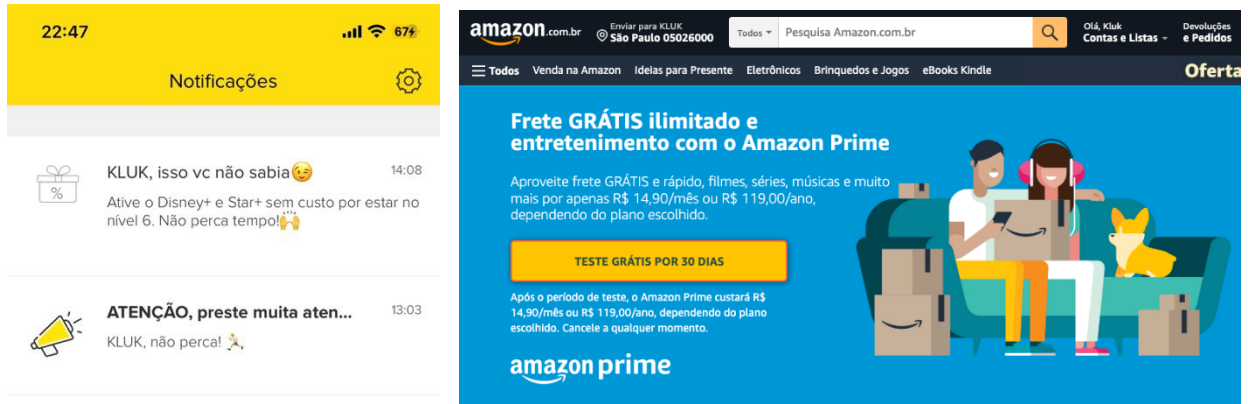 22:47
67
Notificações
KLUK, isso vc não sabia😉
14:08
Ative o Disney+ e Star+ sem custo por estar no
nível 6. Não perca tempo!🙌
%
ATENÇÃO, preste muita aten...
13:03
KLUK, não perca! 🏃
amazon.com.br
Enviar para KLUK
São Paulo 05026000
Todos
Pesquisa Amazon.com.br
Olá, Kluk
Contas e Listas
Devoluções
e Pedidos
Todos
Venda na Amazon
Ideias para Presente
Eletrônicos
Brinquedos e Jogos
eBooks Kindle
Oferta
Frete GRÁTIS ilimitado e
entretenimento com o Amazon Prime
Aproveite frete GRÁTIS e rápido, filmes, séries, músicas e muito
mais por apenas R$ 14,90/mês ou R$ 119,00/ano,
dependendo do plano escolhido.
TESTE GRÁTIS POR 30 DIAS
Após o período de teste, o Amazon Prime custará R$
14,90/mês ou R$ 119,00/ano, dependendo do plano
escolhido. Cancele a qualquer momento.
amazon prime